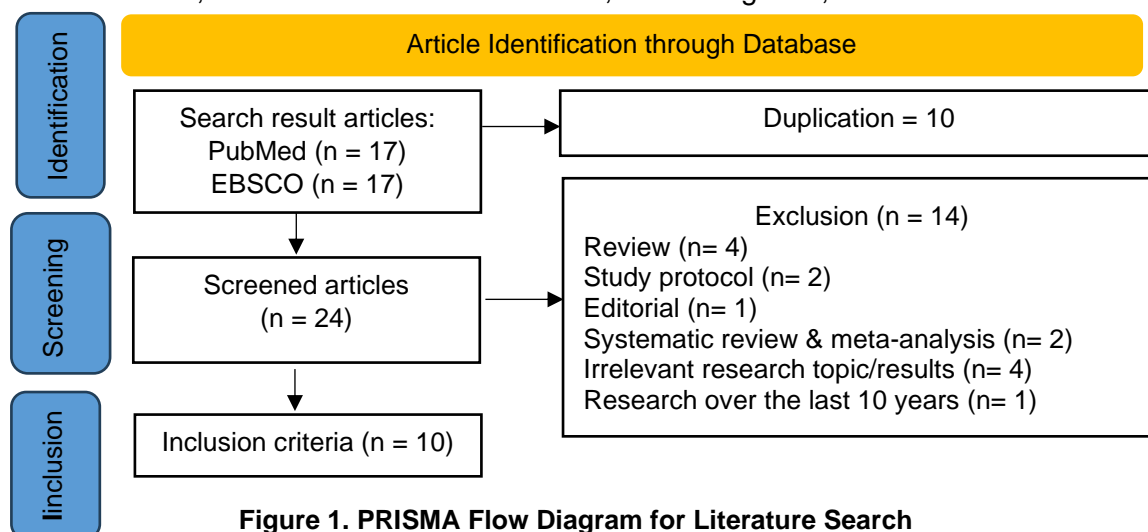 Article Identification through Database
Identification
Search result articles:
PubMed (n = 17)
EBSCO (n = 17)
Duplication = 10
Screening
Screened articles
(n = 24)
Exclusion (n = 14)
Review (n= 4)
Study protocol (n= 2)
Editorial (n= 1)
Systematic review & meta-analysis (n= 2)
Irrelevant research topic/results (n= 4)
Research over the last 10 years (n= 1)
Iinclusion
Inclusion criteria (n = 10)
Figure 1. PRISMA Flow Diagram for Literature Search